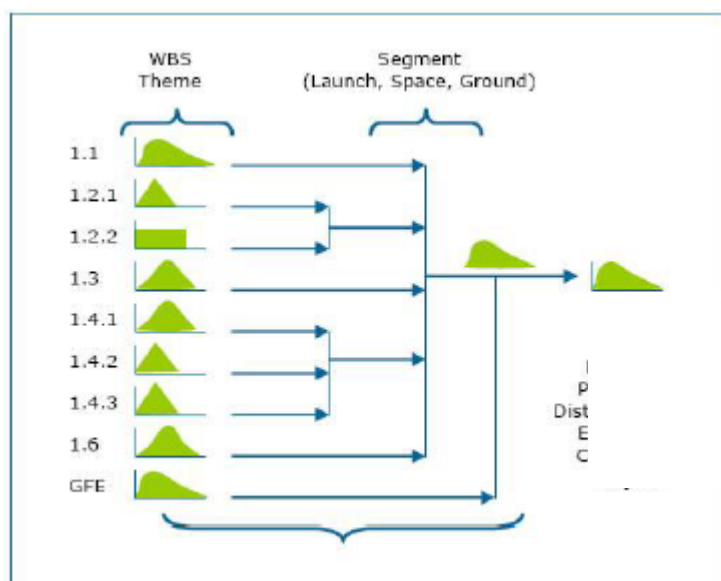 WBS
Theme
Segment
(Launch, Space, Ground)
1.1
1.2.1
1.2.2
1.3
1.4.1
1.4.2
1.4.3
1.6
GFE